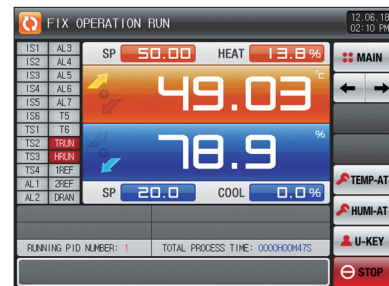 FIX OPERATION RUN
12.06.18
02:10 PM
IS1 AL3
IS2 AL4
IS3 AL5
IS4 AL6
IS5 AL7
IS6 T5
TS1 T6
TS2 TRUN
TS3 HRUN
TS4 1REF
AL1 2REF
AL2 DRAN
SP 50.00 HEAT 13.8%
49.03 °C
78.9 %
SP 20.0 COOL 0.0%
RUNNING PID NUMBER: 1 TOTAL PROCESS TIME: 0000H00M47S
MAIN
TEMP-AT
HUMI-AT
U-KEY
STOP